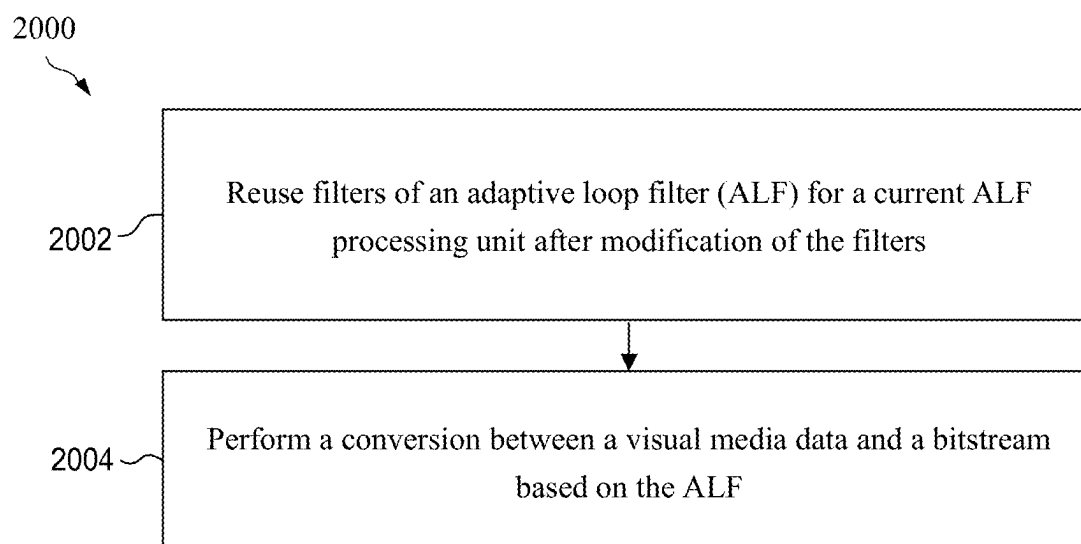 2000
Reuse filters of an adaptive loop filter (ALF) for a current ALF
processing unit after modification of the filters
2002
Perform a conversion between a visual media data and a bitstream
based on the ALF
2004